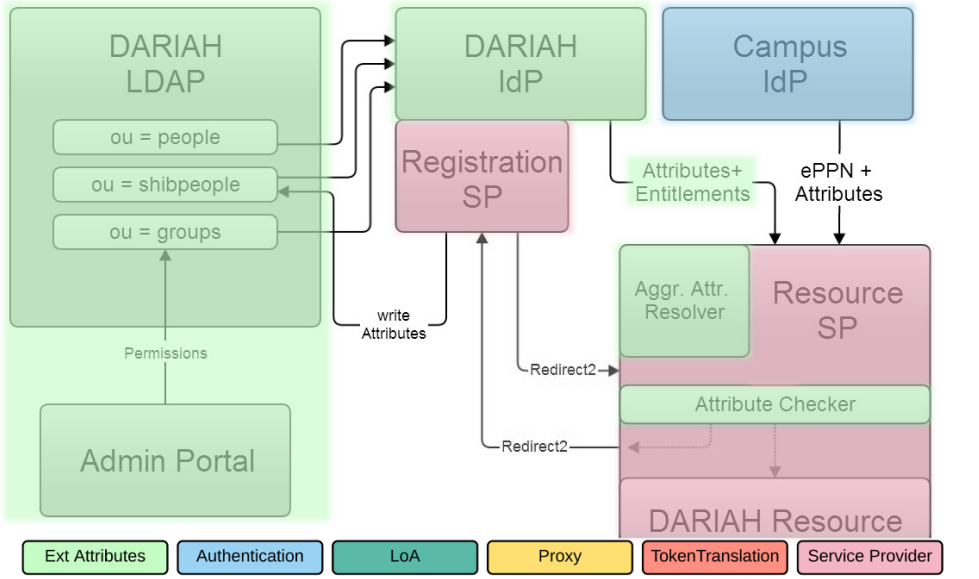 DARIAH
LDAP
ou = people
ou = shibpeople
ou = groups
Permissions
Admin Portal
DARIAH
IdP
Registration
SP
write
Attributes
Campus
IdP
Attributes+
Entitlements
ePPN +
Attributes
Aggr. Attr.
Resolver
Resource
SP
Redirect2
Attribute Checker
Redirect2
DARIAH Resource
Ext Attributes
Authentication
LoA
Proxy
TokenTranslation
Service Provider